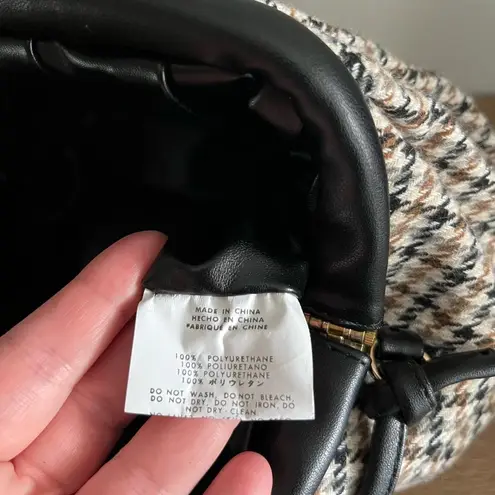 MADE IN CHINA
HECHO EN CHINA
FABRIQUE EN CHINE
100% POLYURETHANE
100% POLIURETANO
100% POLYURETHANE
100% ポリウレタン
DO NOT WASH, DO NOT BLEACH,
DO NOT DRY, DO NOT IRON, DO
NOT DRY-CLEAN